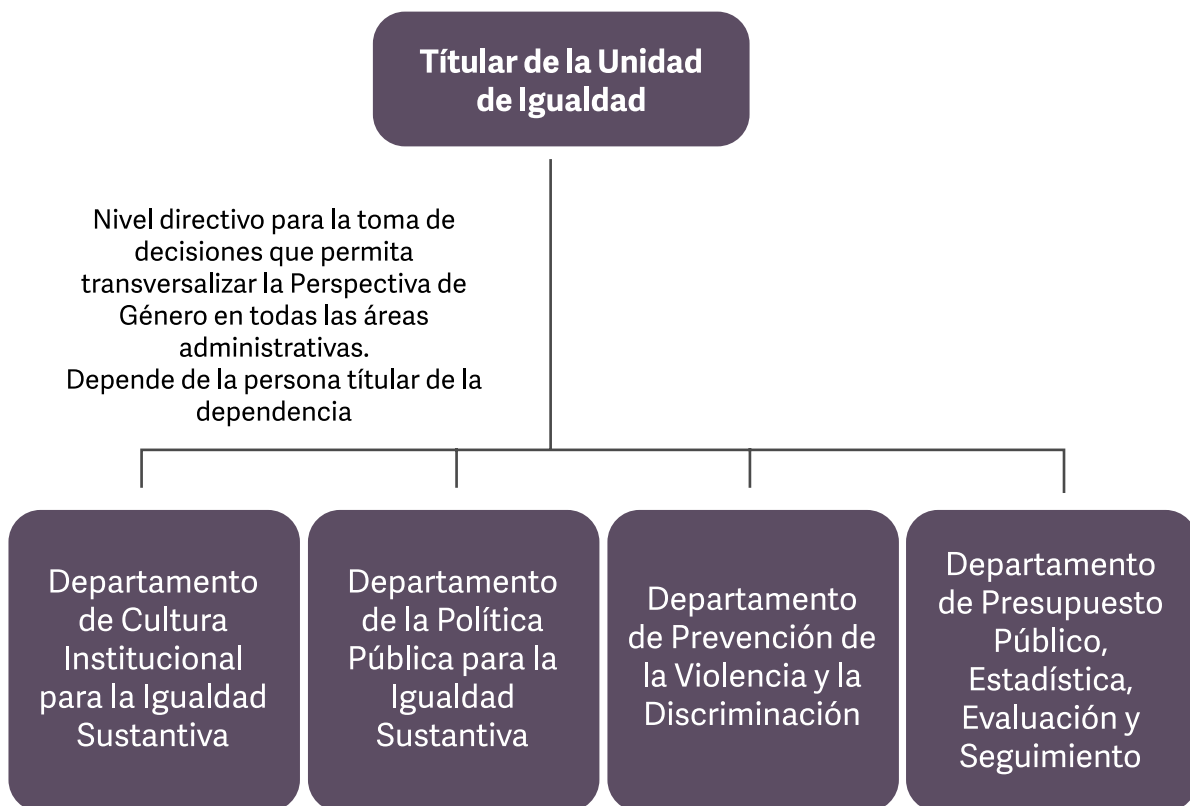 Títular de la Unidad
de Igualdad
Nivel directivo para la toma de
decisiones que permita
transversalizar la Perspectiva de
Género en todas las áreas
administrativas.
Depende de la persona títular de la
dependencia
Departamento
de Cultura
Institucional
para la Igualdad
Sustantiva
Departamento
de la Política
Pública para la
Igualdad
Sustantiva
Departamento
de Prevención de
la Violencia y la
Discriminación
Departamento
de Presupuesto
Público,
Estadística,
Evaluación y
Seguimiento